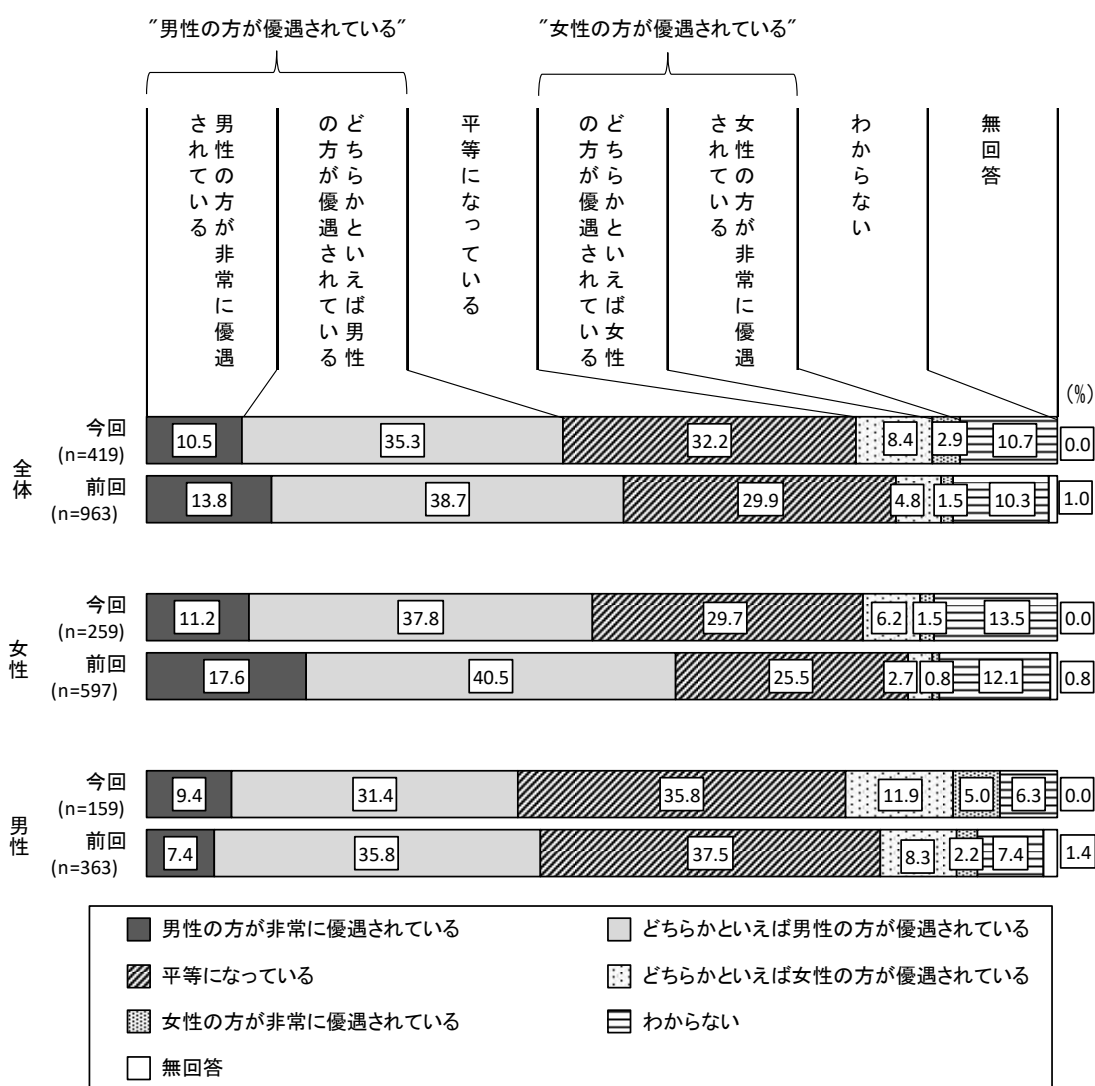 ”男性の方が優遇されている”
”女性の方が優遇されている”
男性の方が非常に優遇
されている
どちらかといえば男性
の方が優遇されている
平等になっている
どちらかといえば女性
の方が優遇されている
女性の方が非常に優遇
されている
わからない
無回答
(%)
全体
今回
(n=419)
10.5 35.3 32.2 8.4 2.9 10.7 0.0
前回
(n=963)
13.8 38.7 29.9 4.8 1.5 10.3 1.0
女性
今回
(n=259)
11.2 37.8 29.7 6.2 1.5 13.5 0.0
前回
(n=597)
17.6 40.5 25.5 2.7 0.8 12.1 0.8
男性
今回
(n=159)
9.4 31.4 35.8 11.9 5.0 6.3 0.0
前回
(n=363)
7.4 35.8 37.5 8.3 2.2 7.4 1.4
男性の方が非常に優遇されている
どちらかといえば男性の方が優遇されている
平等になっている
どちらかといえば女性の方が優遇されている
女性の方が非常に優遇されている
わからない
無回答